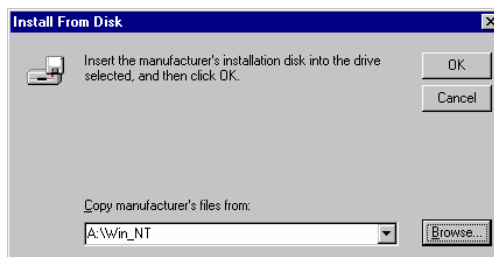 Install From Disk
Insert the manufacturer's installation disk into the drive
selected, and then click OK.
OK
Cancel
Copy manufacturer's files from:
A:\Win_NT
Browse...